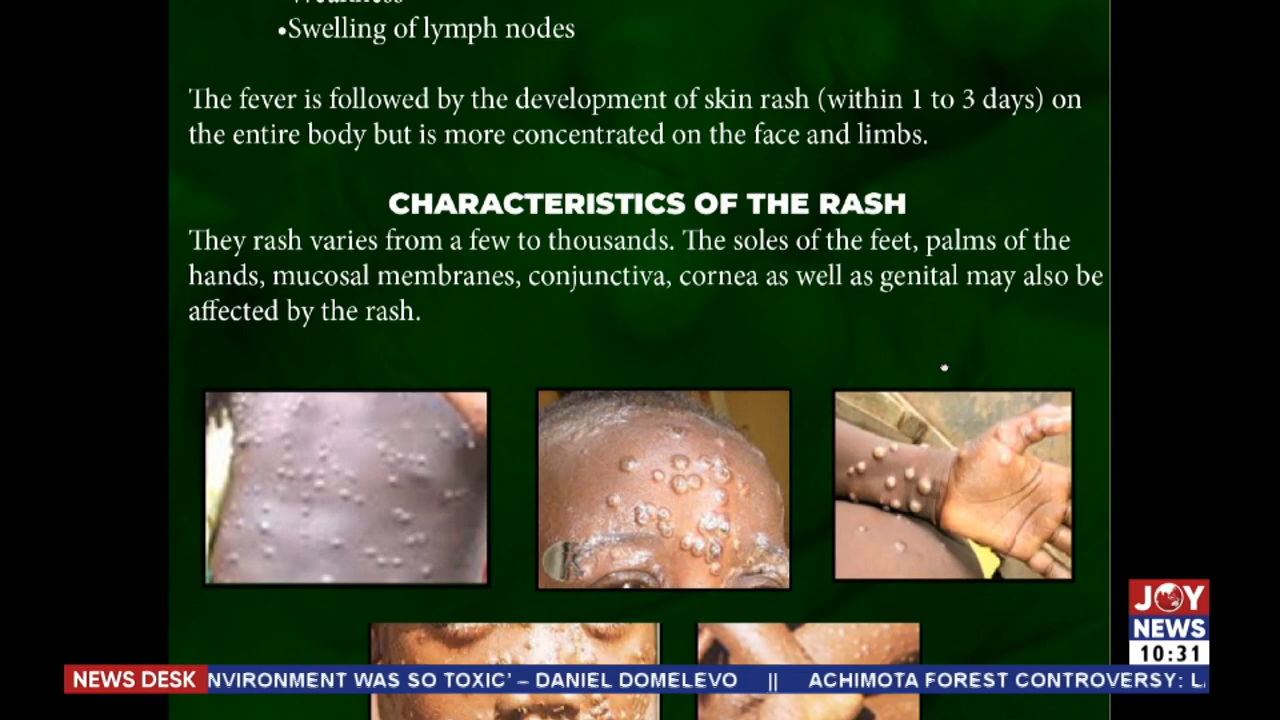 •Swelling of lymph nodes
The fever is followed by the development of skin rash (within 1 to 3 days) on
the entire body but is more concentrated on the face and limbs.
CHARACTERISTICS OF THE RASH
They rash varies from a few to thousands. The soles of the feet, palms of the
hands, mucosal membranes, conjunctiva, cornea as well as genital may also be
affected by the rash.
JOY
NEWS
10:31
NEWS DESK NVIRONMENT WAS SO TOXIC' – DANIEL DOMELEVO || ACHIMOTA FOREST CONTROVERSY: L